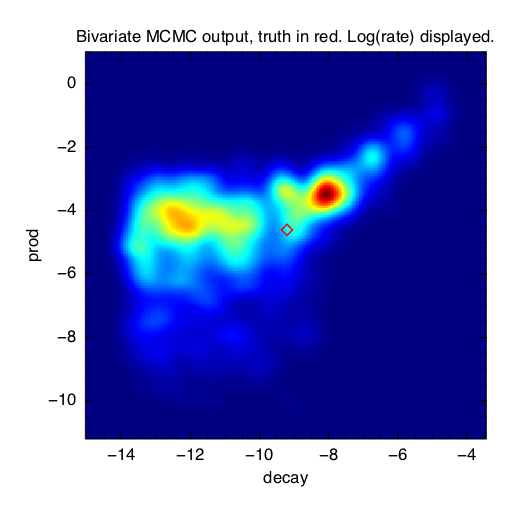 Bivariate MCMC output, truth in red. Log(rate) displayed.
0
−2
−4
−6
−8
−10
prod
−14 −12 −10 −8 −6 −4
decay